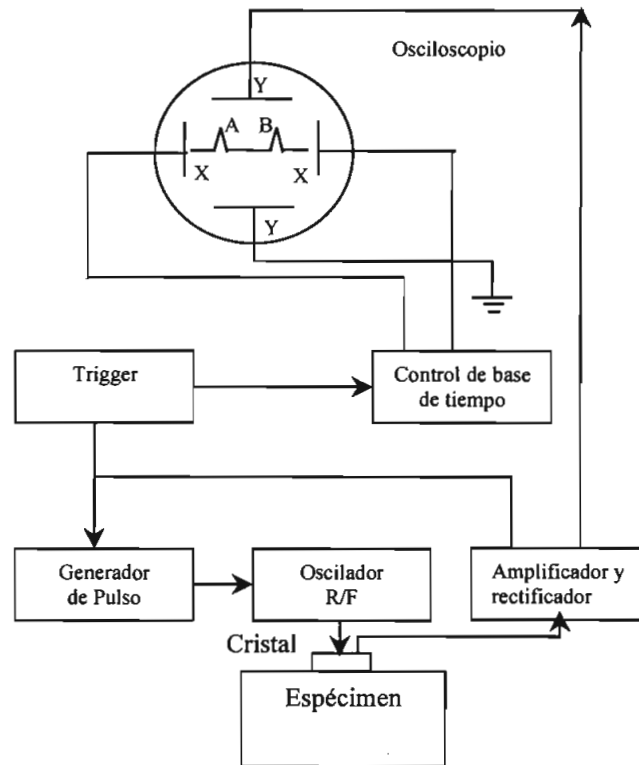 Osciloscopio
Y
A B
X X
Y
Trigger
Control de base
de tiempo
Generador
de Pulso
Oscilador
R/F
Amplificador y
rectificador
Cristal
Espécimen